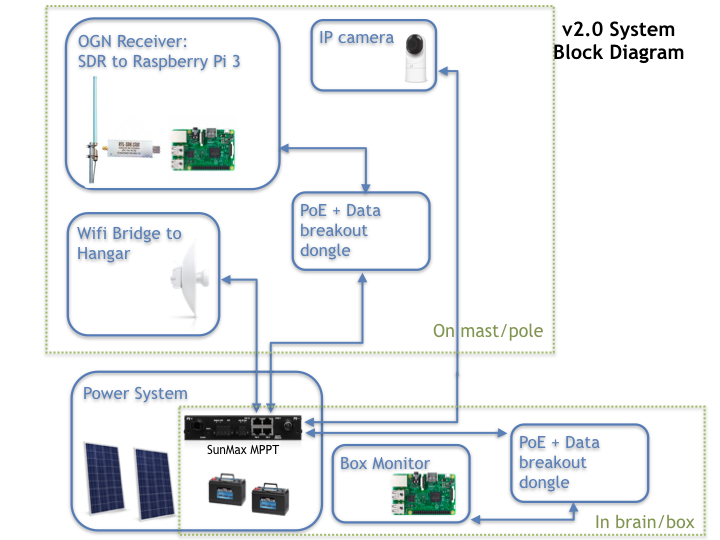 v2.0 System
Block Diagram
OGN Receiver:
SDR to Raspberry Pi 3
IP camera
PoE + Data
breakout
dongle
Wifi Bridge to
Hangar
On mast/pole
Power System
SunMax MPPT
Box Monitor
PoE + Data
breakout
dongle
In brain/box